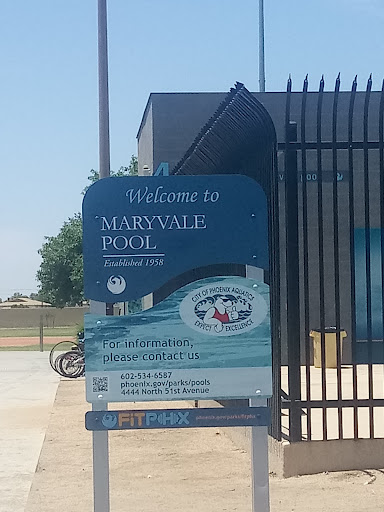 Welcome to
MARYVALE
POOL
Established 1958
CITY OF PHOENIX AQUATICS
EXPECT EXCELLENCE
For information,
please contact us
602-534-6587
phoenix.gov/parks/pools
4444 North 51st Avenue
FITPHX